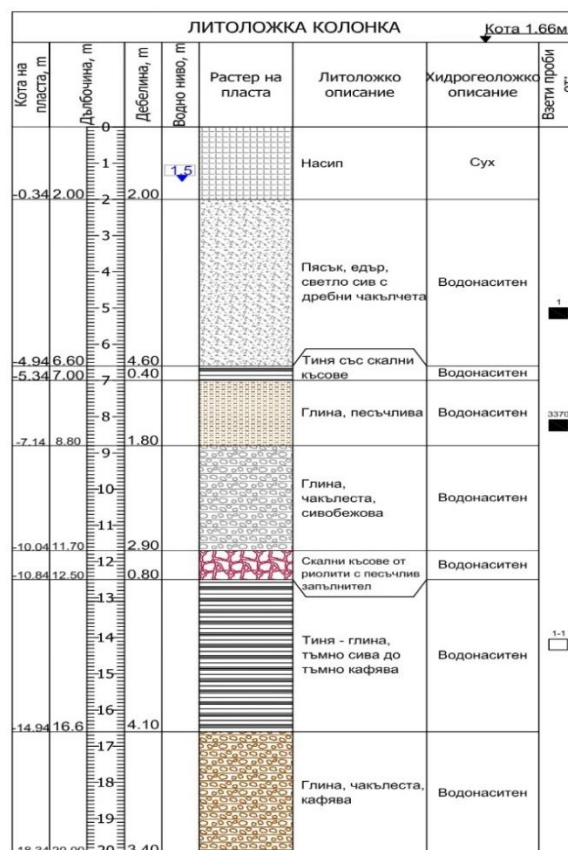 ЛИТОЛОЖКА КОЛОНКА
Кота 1.66м
Кота на пласта, m
Дълбочина, m
Дебелина, m
Водно ниво, m
Растер на
пласта
Литоложко
описание
Хидрогеоложко
описание
Взети проби
от:
0
1
1.5
Насип
Сух
-0.34 2.00 2 2.00
3
4
5
6
Пясък, едър,
светло сив с
дребни чакълчета
Водонаситен
1
-4.94 6.60 4.60
Тиня със скални
късове
Водонаситен
-5.34 7.00 7 0.40
8
Глина, песъчлива
Водонаситен
3370
-7.14 8.80 1.80
9
10
11
Глина,
чакълеста,
сивобежова
Водонаситен
-10.04 11.70 2.90
12
Скални късове от
риолити с песъчлив
запълнител
Водонаситен
-10.84 12.50 0.80
13
14
15
16
Тиня - глина,
тъмно сива до
тъмно кафява
Водонаситен
1-1
-14.94 16.6 4.10
17
18
19
Глина, чакълеста,
кафява
Водонаситен
-18.34 20.00 20 3.40